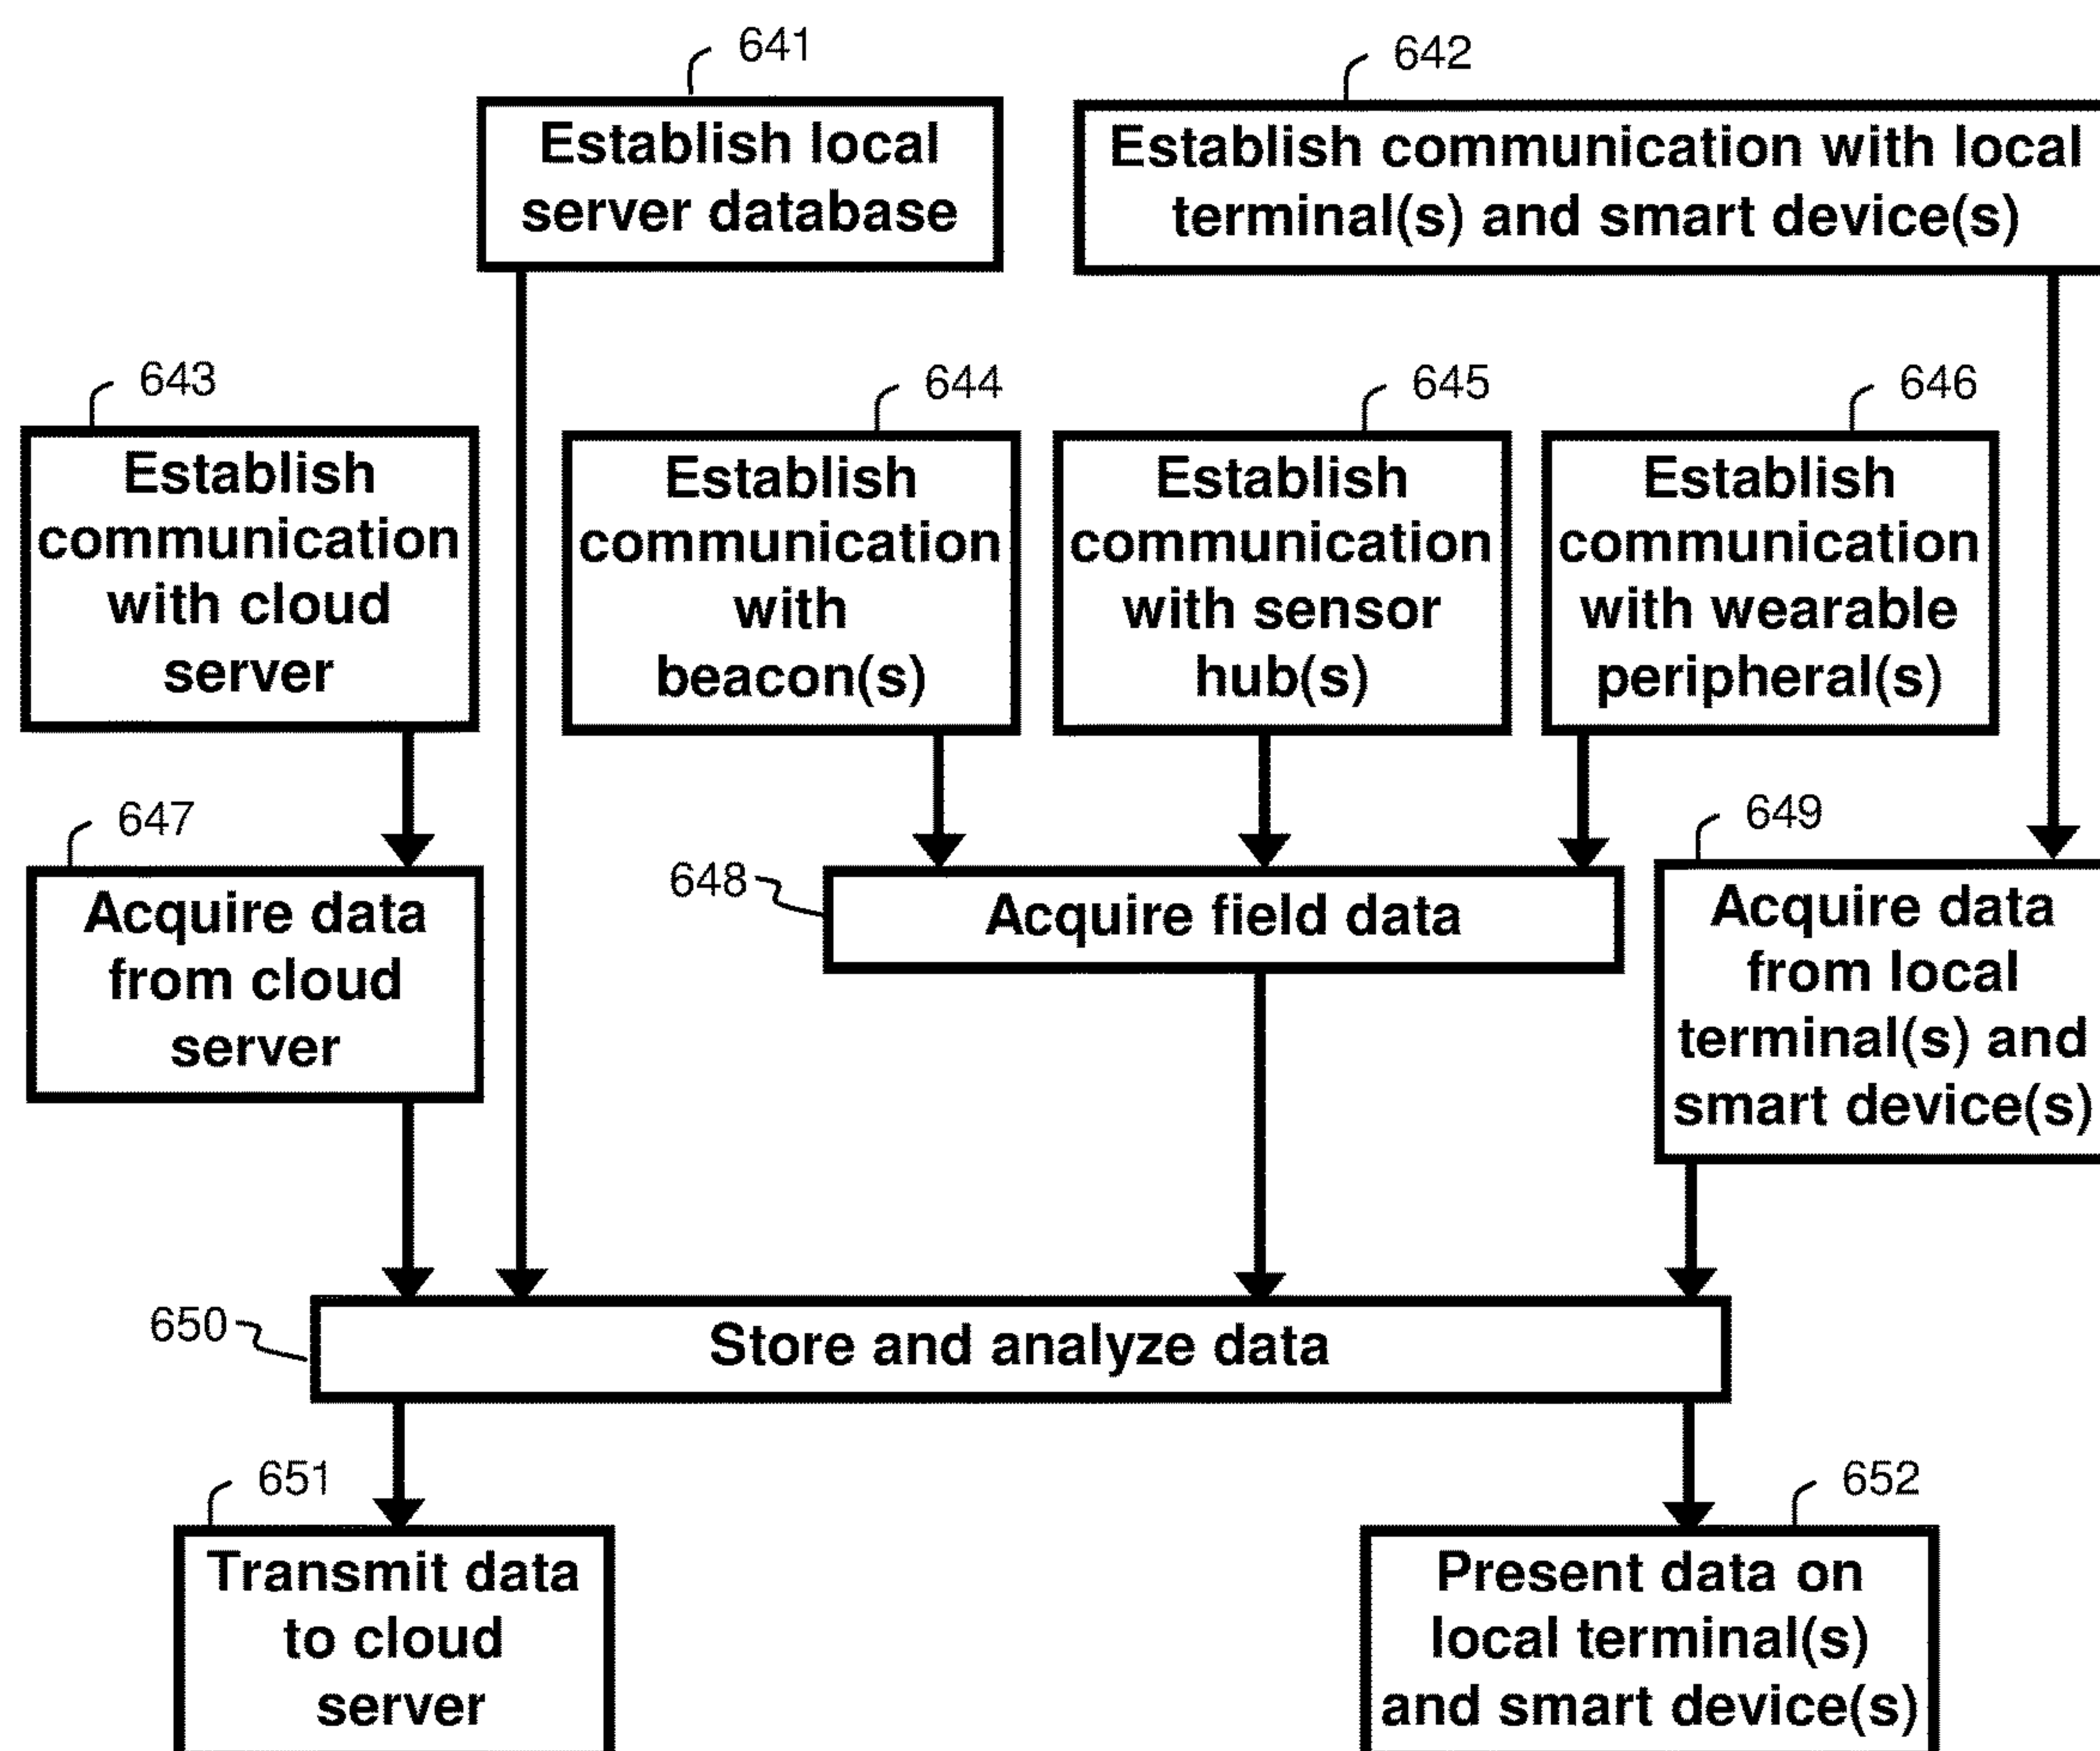 641
Establish local
server database
642
Establish communication with local
terminal(s) and smart device(s)
643
Establish
communication
with cloud
server
644
Establish
communication
with
beacon(s)
645
Establish
communication
with sensor
hub(s)
646
Establish
communication
with wearable
peripheral(s)
647
Acquire data
from cloud
server
648
Acquire field data
649
Acquire data
from local
terminal(s) and
smart device(s)
650
Store and analyze data
651
Transmit data
to cloud
server
652
Present data on
local terminal(s)
and smart device(s)